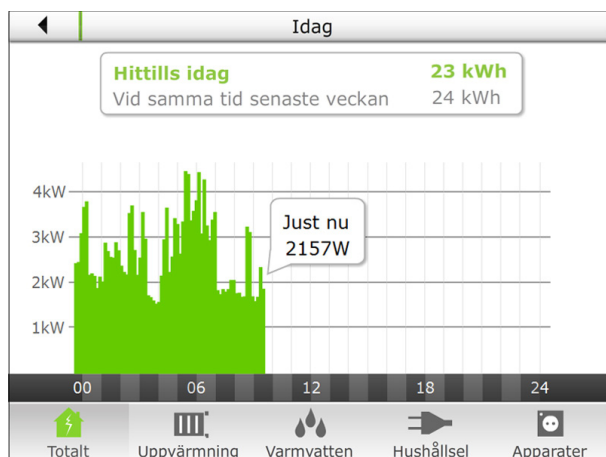 Idag
Hittills idag 23 kWh
Vid samma tid senaste veckan 24 kWh
4kW
3kW
2kW
1kW
Just nu
2157W
00 06 12 18 24
Totalt Uppvärmning Varmvatten Hushållsel Apparater